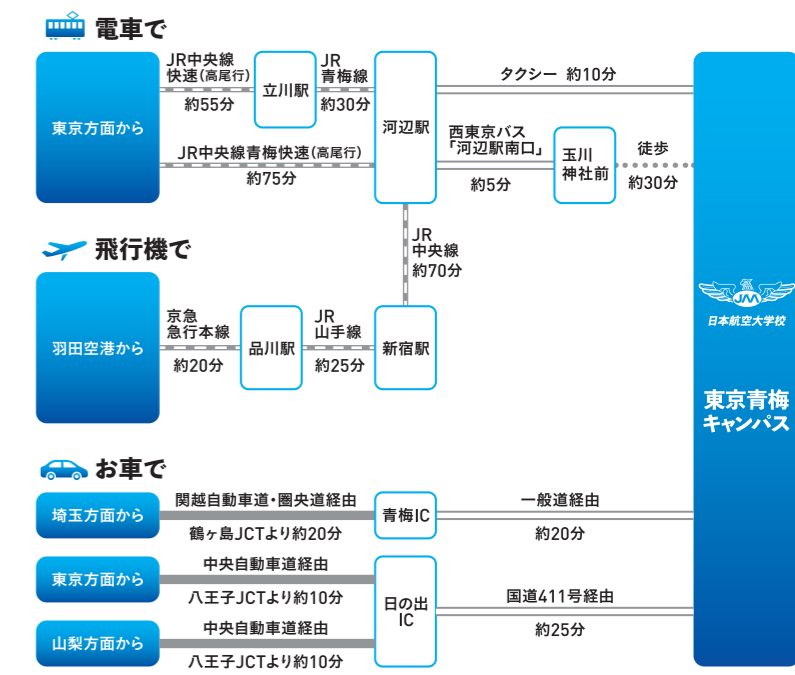 電車で
東京方面から
JR中央線
快速(高尾行)
約55分
立川駅
JR
青梅線
約30分
JR中央線青梅快速(高尾行)
約75分
河辺駅
タクシー 約10分
西東京バス
「河辺駅南口」
約5分
玉川
神社前
徒歩
約30分
JR
中央線
約70分
飛行機で
羽田空港から
京急
急行本線
約20分
品川駅
JR
山手線
約25分
新宿駅
お車で
埼玉方面から
関越自動車道・圏央道経由
鶴ヶ島JCTより約20分
青梅IC
一般道経由
約20分
東京方面から
中央自動車道経由
八王子JCTより約10分
山梨方面から
中央自動車道経由
八王子JCTより約10分
日の出
IC
国道411号経由
約25分
JAA
日本航空大学校
東京青梅
キャンパス